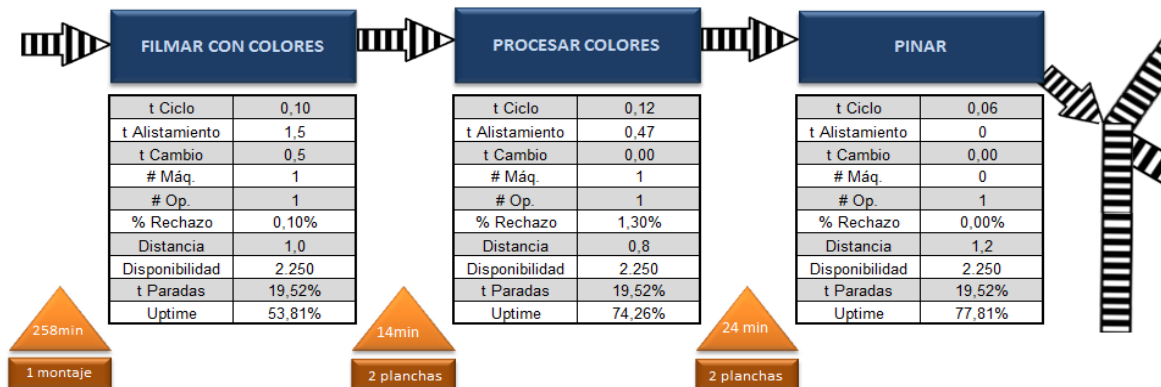 FILMAR CON COLORES
t Ciclo 0,10
t Alistamiento 1,5
t Cambio 0,5
# Máq. 1
# Op. 1
% Rechazo 0,10%
Distancia 1,0
Disponibilidad 2.250
t Paradas 19,52%
Uptime 53,81%
258min
1 montaje
PROCESAR COLORES
t Ciclo 0,12
t Alistamiento 0,47
t Cambio 0,00
# Máq. 1
# Op. 1
% Rechazo 1,30%
Distancia 0,8
Disponibilidad 2.250
t Paradas 19,52%
Uptime 74,26%
14min
2 planchas
PINAR
t Ciclo 0,06
t Alistamiento 0
t Cambio 0,00
# Máq. 0
# Op. 1
% Rechazo 0,00%
Distancia 1,2
Disponibilidad 2.250
t Paradas 19,52%
Uptime 77,81%
24 min
2 planchas